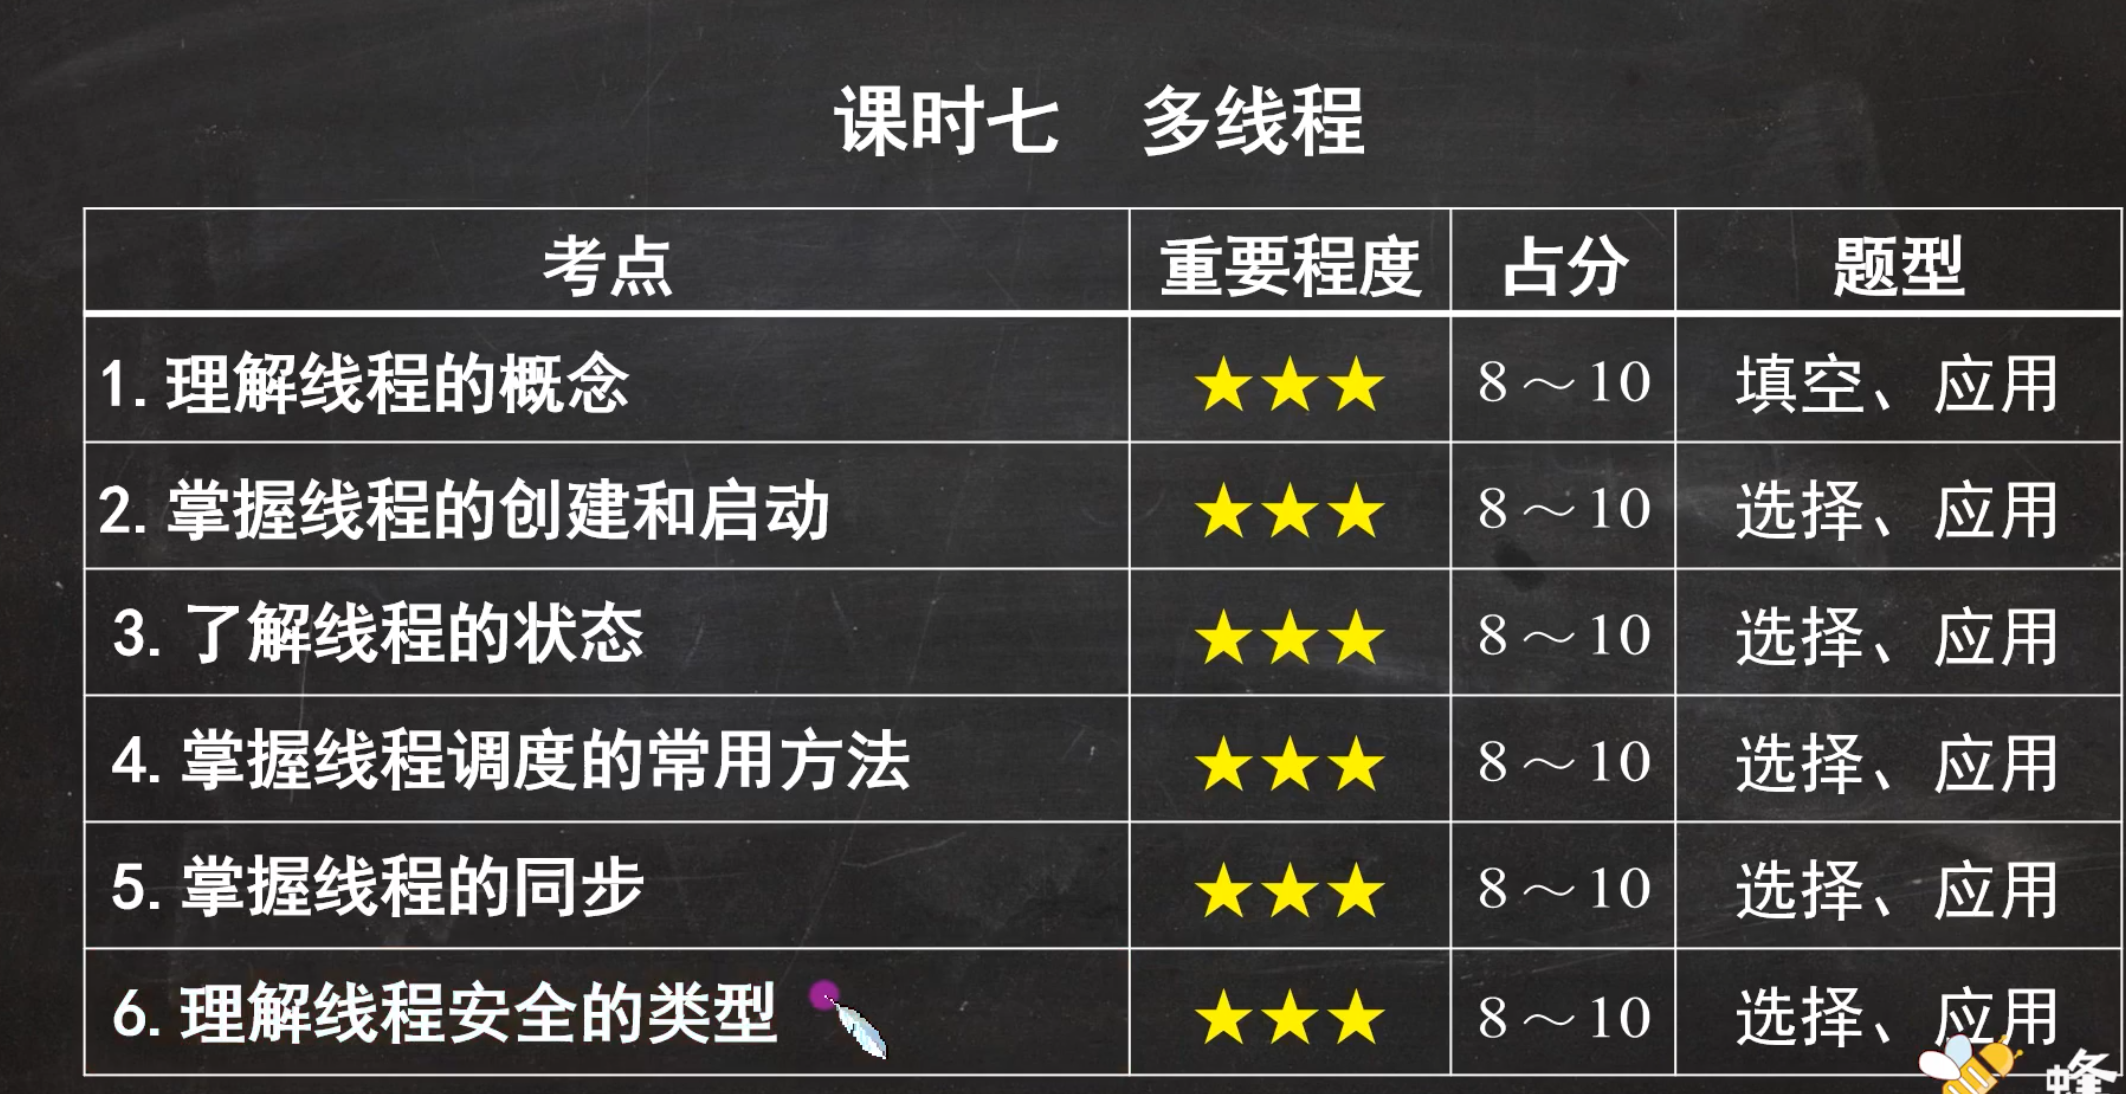 课时七 多线程
考点 重要程度 占分 题型
1.理解线程的概念 ★★★ 8～10 填空、应用
2.掌握线程的创建和启动 ★★★ 8～10 选择、应用
3.了解线程的状态 ★★★ 8～10 选择、应用
4.掌握线程调度的常用方法 ★★★ 8～10 选择、应用
5.掌握线程的同步 ★★★ 8～10 选择、应用
6.理解线程安全的类型 ★★★ 8～10 选择、应用
蜂